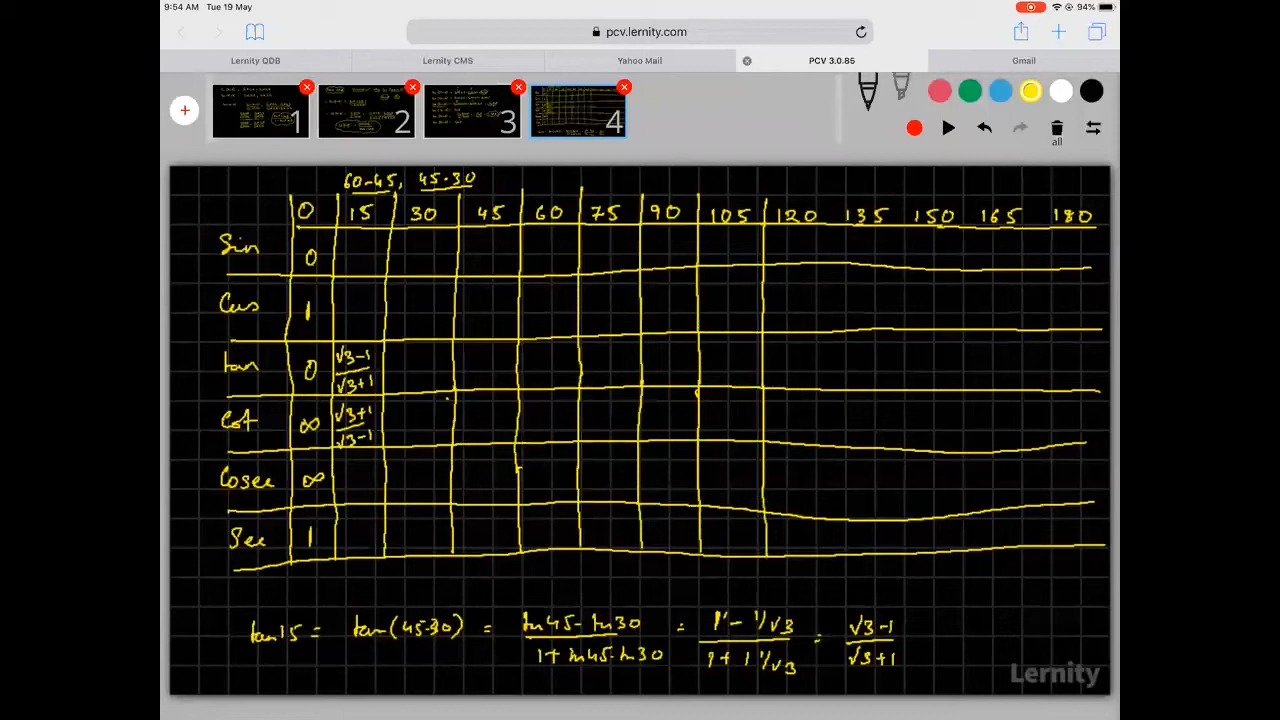 9:54 AM Tue 19 May 94%
pcv.lernity.com
Lernity QDB Lernity CMS Yahoo Mail PCV 3.0.85 Gmail
+ 1 2 3 4 all
60-45, 45-30
0 15 30 45 60 75 90 105 120 135 150 165 180
Sin 0
Cos 1
tan 0 √3-1/√3+1
Cot ∞ √3+1/√3-1
Cosec ∞
Sec 1
tan15 = tan(45-30) = tn45-tn30/1+tn45.tn30 = 1-1/√3/1+1 1/√3 = √3-1/√3+1
Lernity